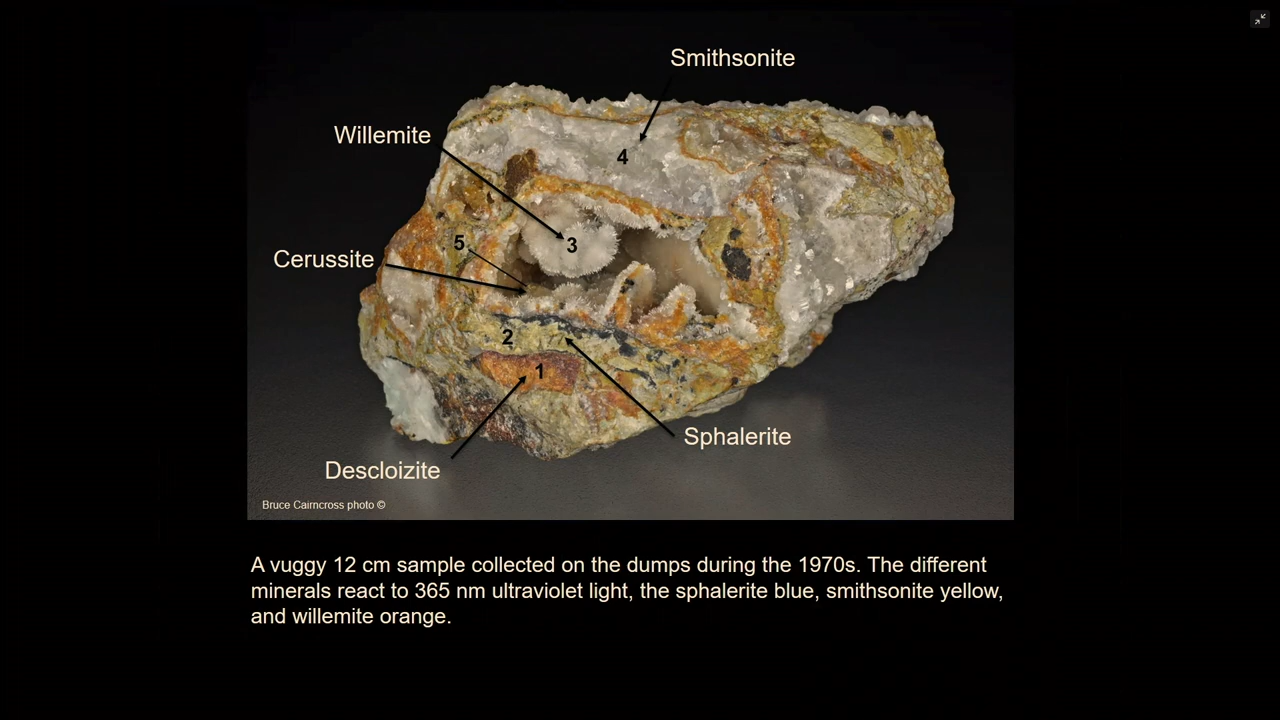 Smithsonite
Willemite
4
5
3
Cerussite
2
1
Sphalerite
Descloizite
Bruce Cairncross photo ©
A vuggy 12 cm sample collected on the dumps during the 1970s. The different
minerals react to 365 nm ultraviolet light, the sphalerite blue, smithsonite yellow,
and willemite orange.